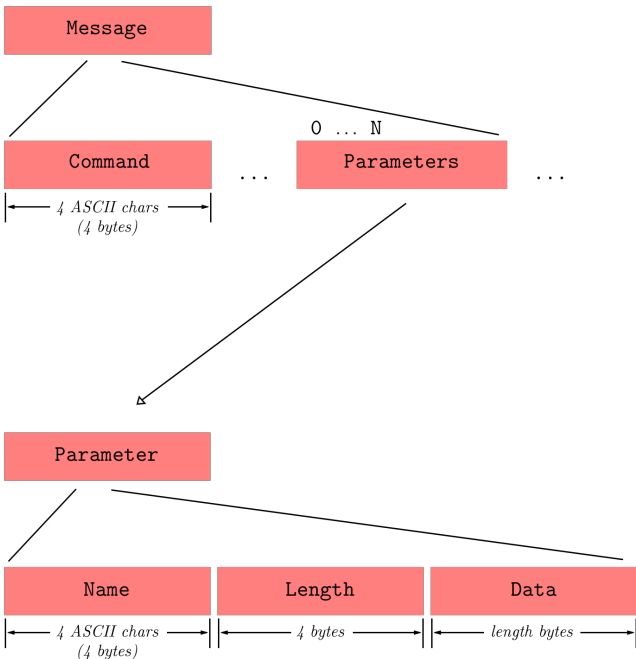 Message
0 ... N
Command ... Parameters ...
4 ASCII chars
(4 bytes)
Parameter
Name Length Data
4 ASCII chars 4 bytes length bytes
(4 bytes)